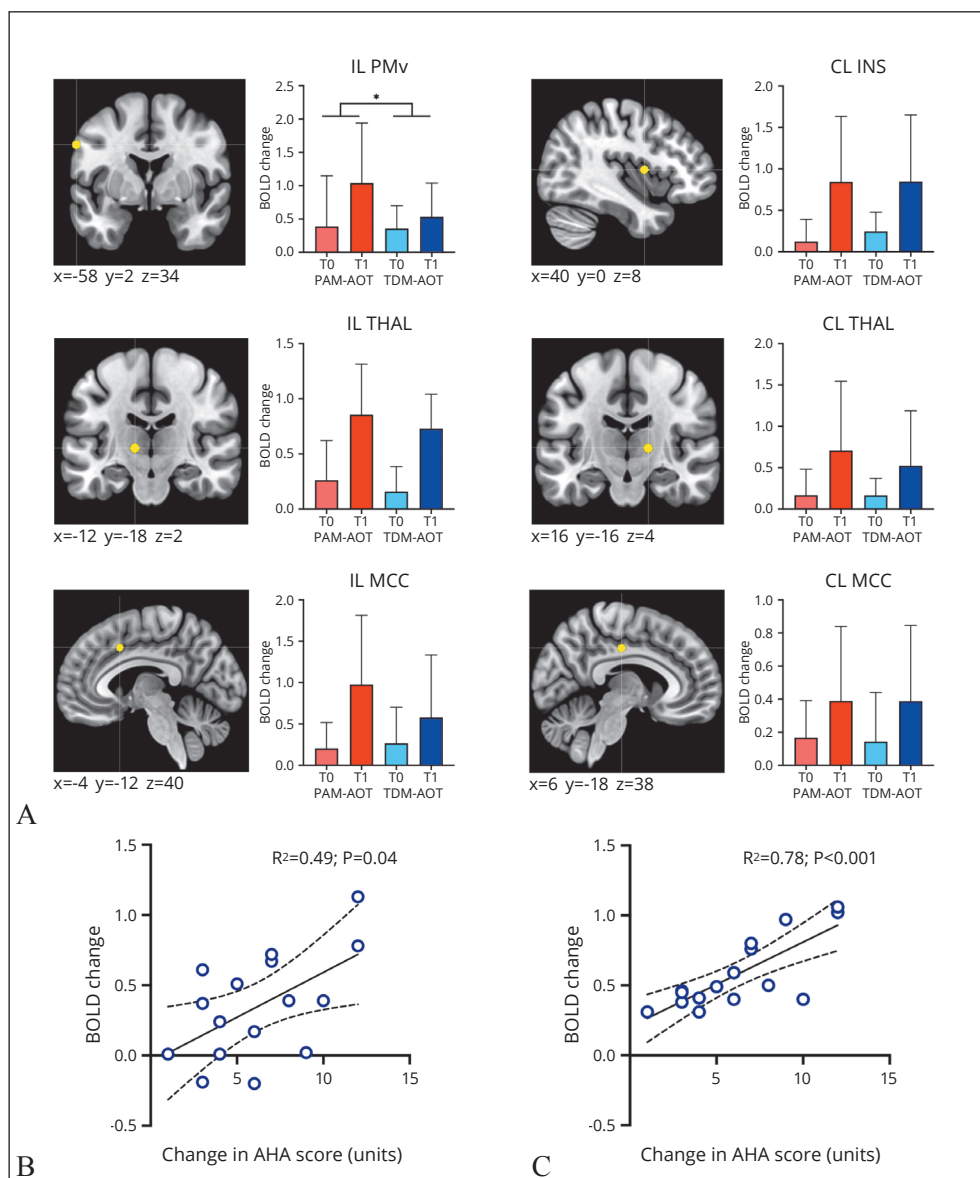 IL PMv
BOLD change
2.5
2.0
1.5
1.0
0.5
0.0
*
T0 T1 T0 T1
PAM-AOT TDM-AOT
x=-58 y=2 z=34
CL INS
BOLD change
2.0
1.5
1.0
0.5
0.0
T0 T1 T0 T1
PAM-AOT TDM-AOT
x=40 y=0 z=8
IL THAL
BOLD change
1.5
1.0
0.5
0.0
T0 T1 T0 T1
PAM-AOT TDM-AOT
x=-12 y=-18 z=2
CL THAL
BOLD change
2.0
1.5
1.0
0.5
0.0
T0 T1 T0 T1
PAM-AOT TDM-AOT
x=16 y=-16 z=4
IL MCC
BOLD change
2.0
1.5
1.0
0.5
0.0
T0 T1 T0 T1
PAM-AOT TDM-AOT
x=-4 y=-12 z=40
CL MCC
BOLD change
1.0
0.8
0.6
0.4
0.2
0.0
T0 T1 T0 T1
PAM-AOT TDM-AOT
x=6 y=-18 z=38
A
R²=0.49; P=0.04
BOLD change
1.5
1.0
0.5
0.0
-0.5
5 10 15
Change in AHA score (units)
B
R²=0.78; P<0.001
BOLD change
1.5
1.0
0.5
0.0
-0.5
5 10 15
Change in AHA score (units)
C